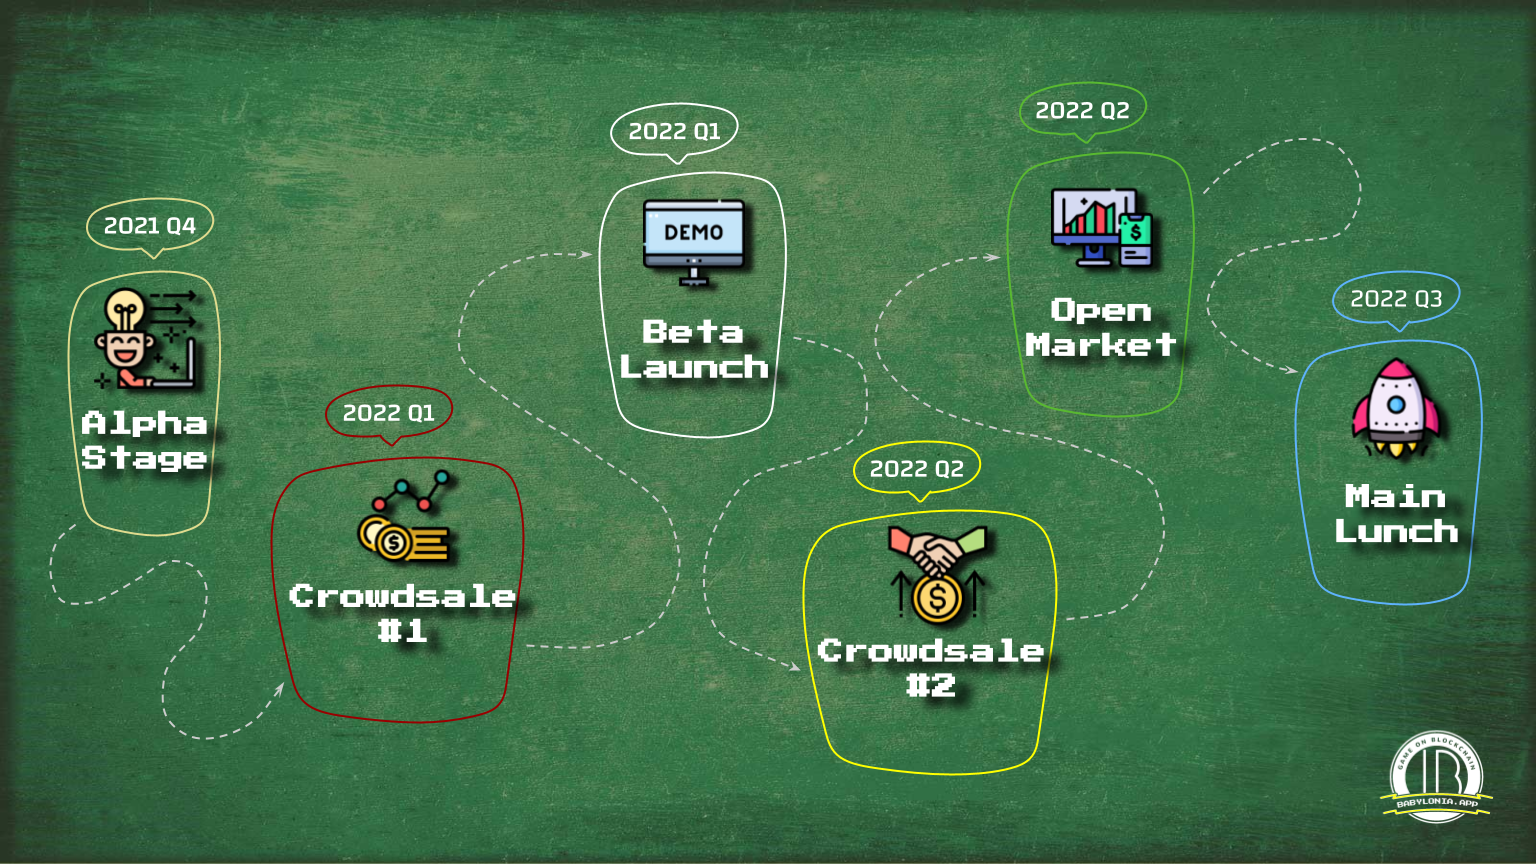 2021 Q4
Alpha
Stage
2022 Q1
Crowdsale
#1
2022 Q1
DEMO
Beta
Launch
2022 Q2
Crowdsale
#2
2022 Q2
Open
Market
2022 Q3
Main
Lunch
GAME ON BLOCKCHAIN
BABYLONIA.APP